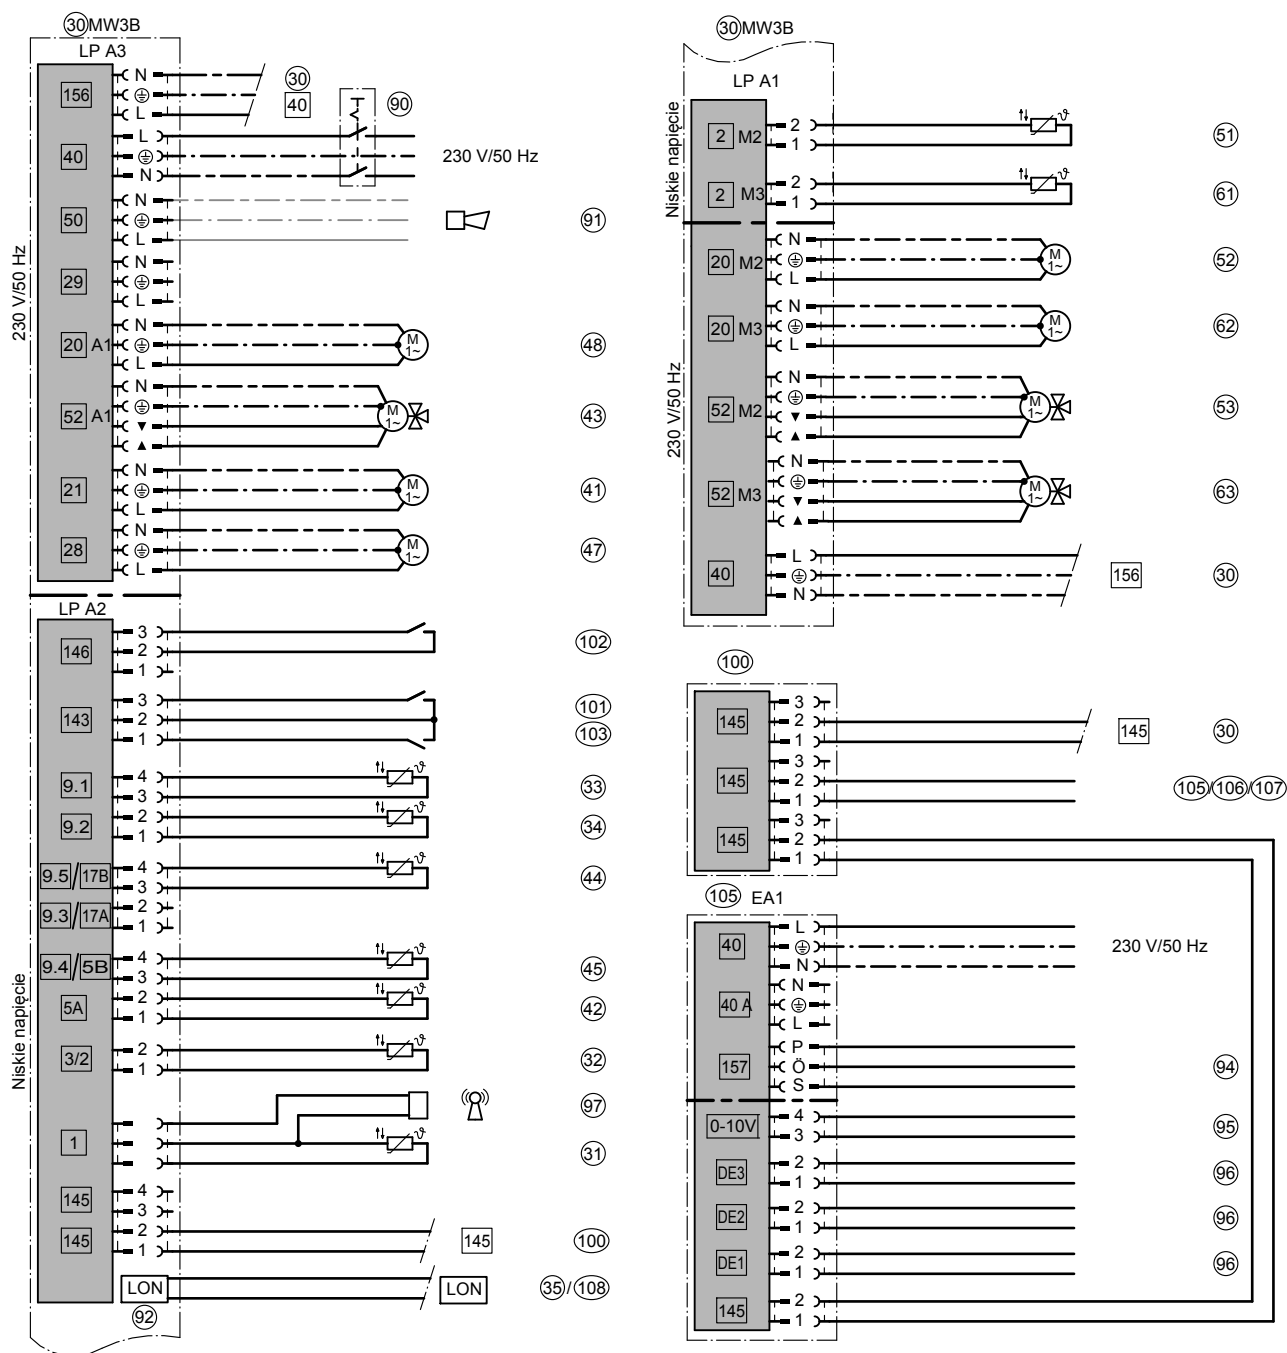 30 MW3B
LP A3
230 V/50 Hz
156
N
L
30
40
90
40
L
N
230 V/50 Hz
50
N
L
91
29
N
L
20 A1
N
L
M
1~
48
52 A1
N
▼
▲
M
1~
43
21
N
L
M
1~
41
28
N
L
M
1~
47
LP A2
Niskie napięcie
146
3
2
1
102
143
3
2
1
101
103
9.1
4
3
ϑ
33
9.2
2
1
ϑ
34
9.5 / 17B
4
3
ϑ
44
9.3 / 17A
2
1
9.4 / 5B
4
3
ϑ
45
5A
2
1
ϑ
42
3/2
2
1
ϑ
32
97
1
ϑ
31
145
4
3
145
2
1
145
100
LON
LON
35/108
92
30 MW3B
LP A1
Niskie napięcie
2 M2
2
1
ϑ
51
2 M3
2
1
ϑ
61
230 V/50 Hz
20 M2
N
L
M
1~
52
20 M3
N
L
M
1~
62
52 M2
N
▼
▲
M
1~
53
52 M3
N
▼
▲
M
1~
63
40
L
N
156
30
100
145
3
2
1
145
30
145
3
2
1
105/106/107
145
3
2
1
105 EA1
40
L
N
230 V/50 Hz
40 A
N
L
157
P
Ö
S
94
0-10V
4
3
95
DE3
2
1
96
DE2
2
1
96
DE1
2
1
96
145
2
1